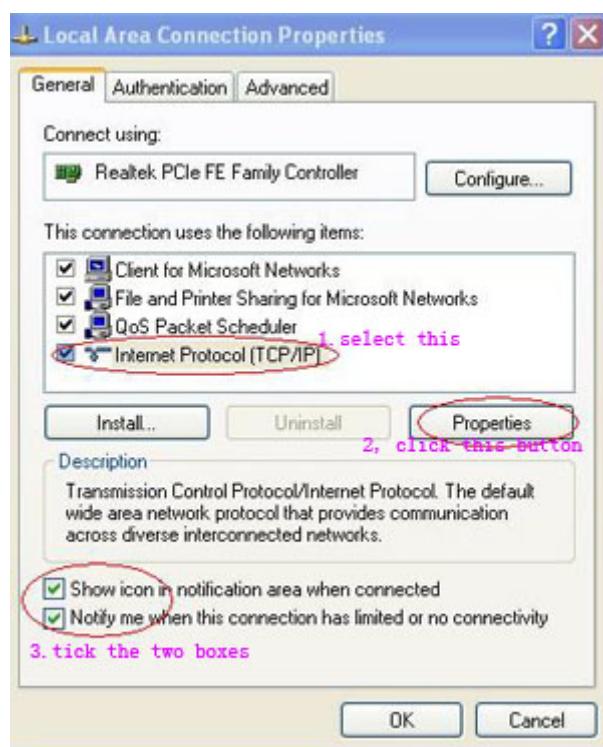 Local Area Connection Properties
General Authentication Advanced
Connect using:
Realtek PCIe FE Family Controller Configure...
This connection uses the following items:
Client for Microsoft Networks
File and Printer Sharing for Microsoft Networks
QoS Packet Scheduler
1. select this
Internet Protocol (TCP/IP)
Install... Uninstall Properties
2, click this button
Description
Transmission Control Protocol/Internet Protocol. The default
wide area network protocol that provides communication
across diverse interconnected networks.
Show icon in notification area when connected
Notify me when this connection has limited or no connectivity
3. tick the two boxes
OK Cancel